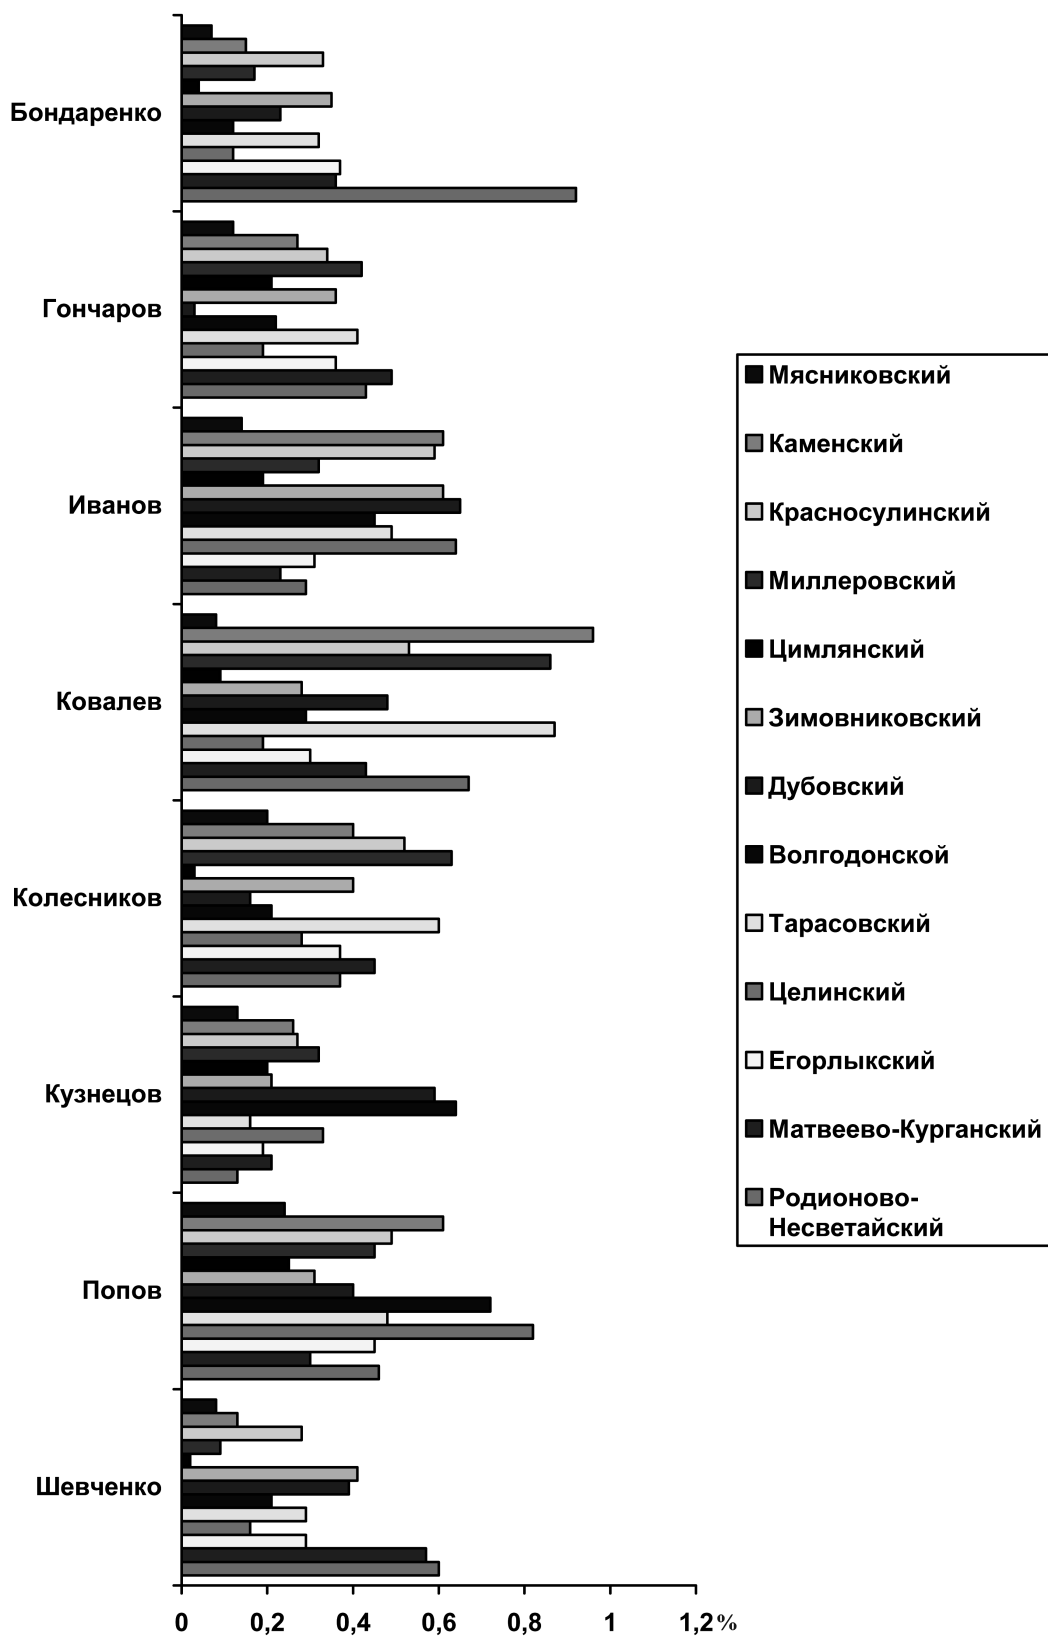 Бондаренко
Гончаров
Иванов
Ковалев
Колесников
Кузнецов
Попов
Шевченко
0 0,2 0,4 0,6 0,8 1 1,2%
Мясниковский
Каменский
Красносулинский
Миллеровский
Цимлянский
Зимовниковский
Дубовский
Волгодонской
Тарасовский
Целинский
Егорлыкский
Матвеево-Курганский
Родионово-
Несветайский